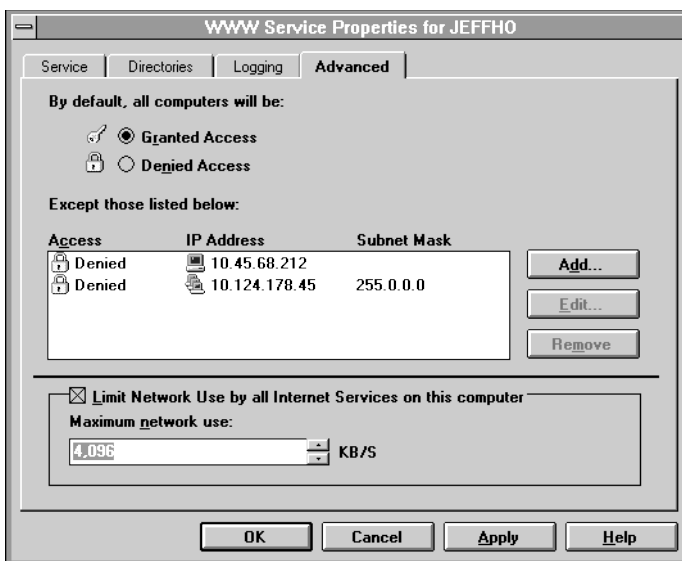 WWW Service Properties for JEFFHO
Service Directories Logging Advanced
By default, all computers will be:
Granted Access
Denied Access
Except those listed below:
Access IP Address Subnet Mask
Denied 10.45.68.212
Denied 10.124.178.45 255.0.0.0
Add...
Edit...
Remove
Limit Network Use by all Internet Services on this computer
Maximum network use:
4,096 KB/S
OK Cancel Apply Help